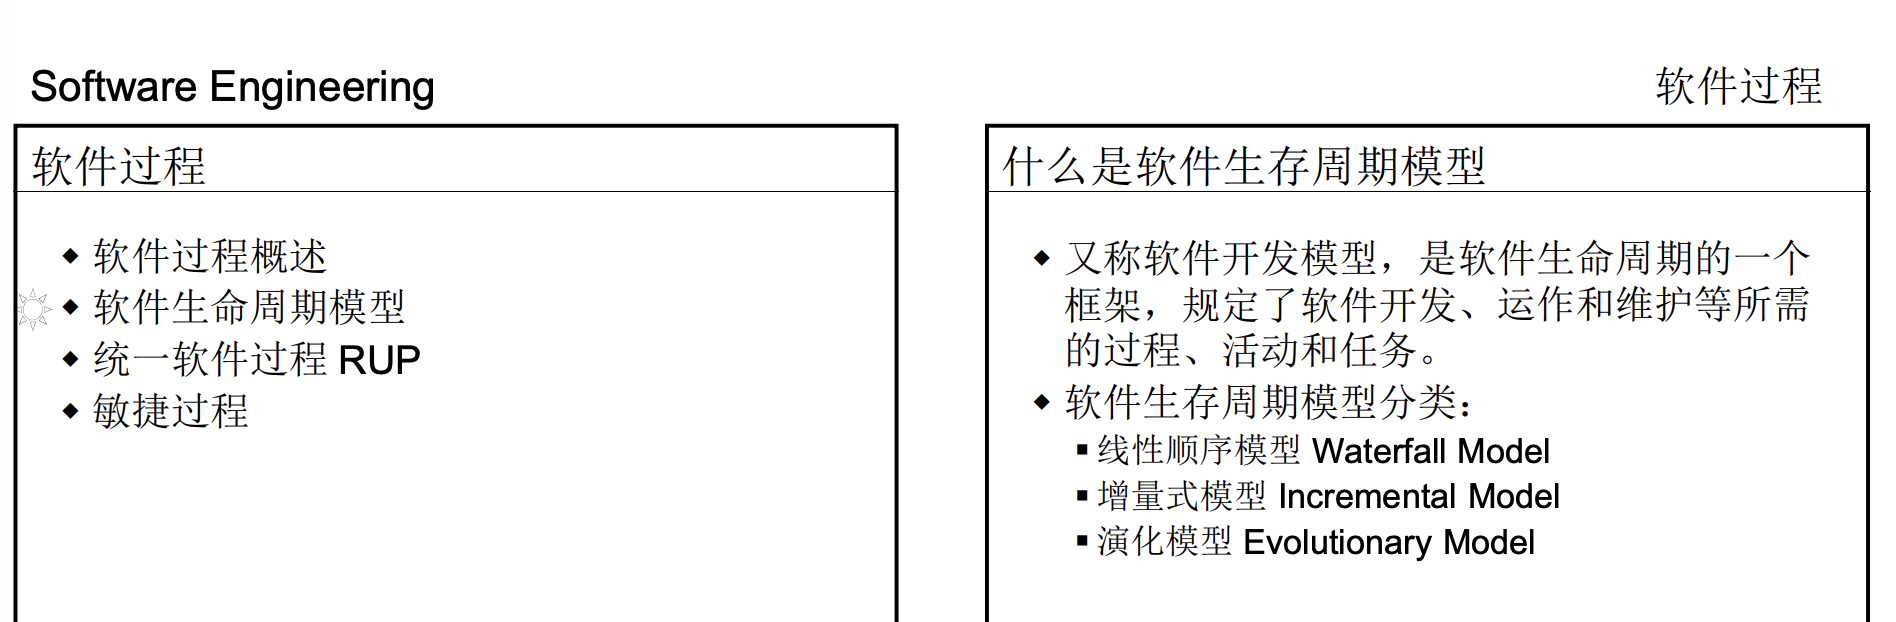 Software Engineering
软件过程
软件过程
软件过程概述
软件生命周期模型
统一软件过程 RUP
敏捷过程
什么是软件生存周期模型
又称软件开发模型，是软件生命周期的一个
框架，规定了软件开发、运作和维护等所需
的过程、活动和任务。
软件生存周期模型分类：
线性顺序模型 Waterfall Model
增量式模型 Incremental Model
演化模型 Evolutionary Model